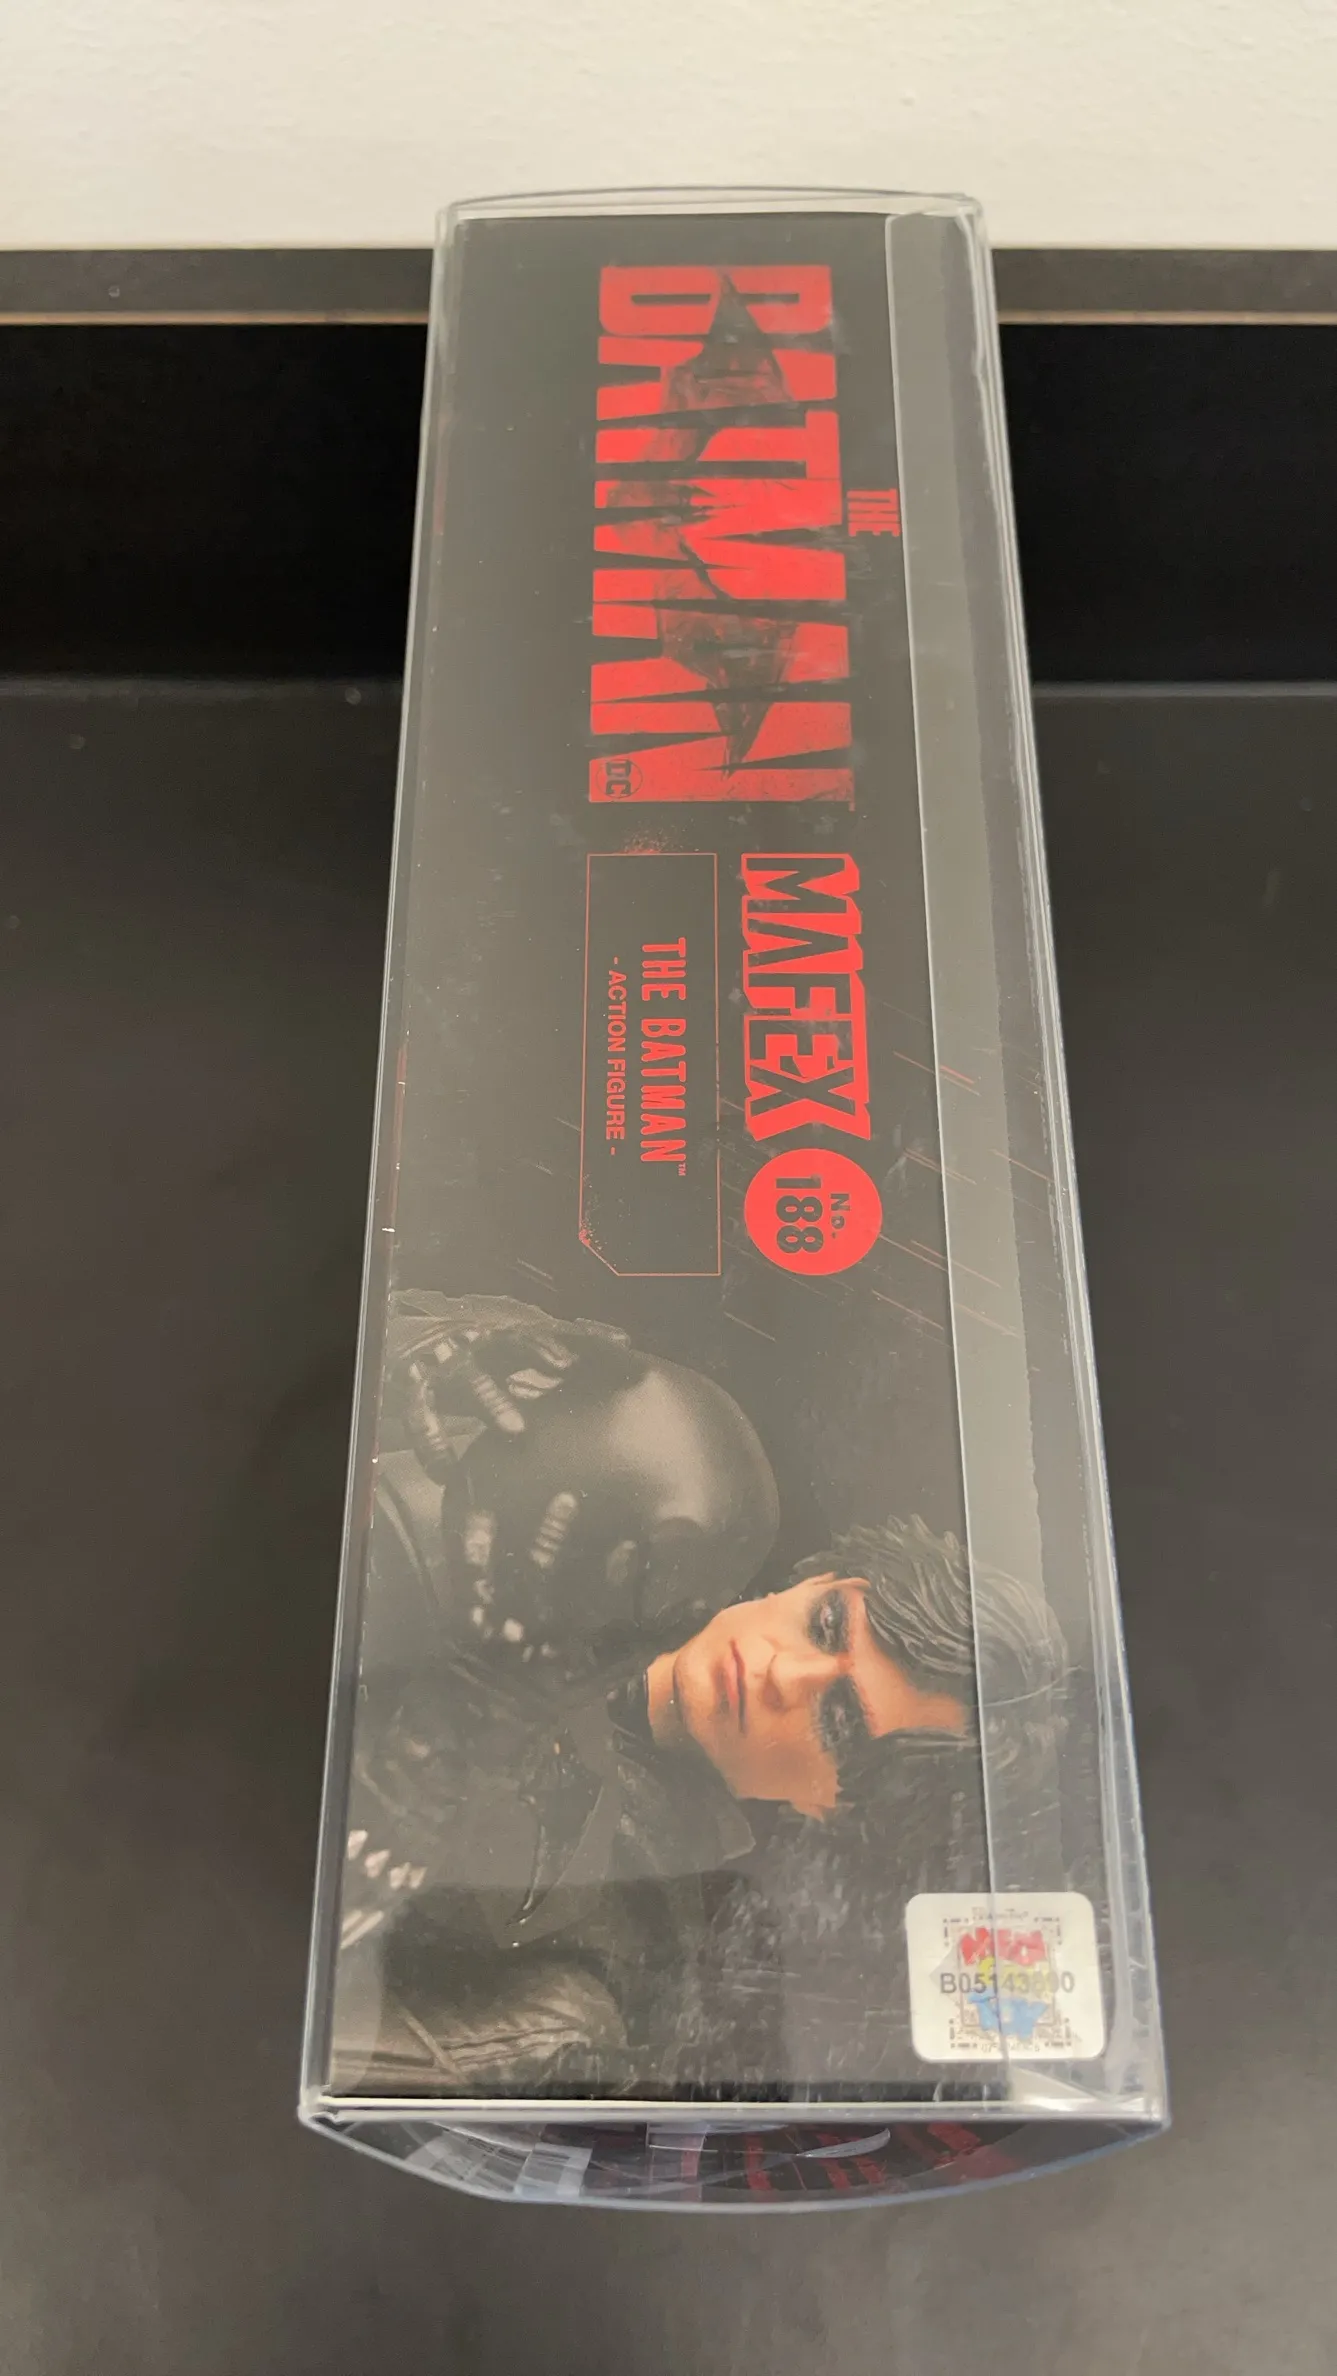 THE
BATMAN
DC
MAFEX
No.
188
THE BATMAN™
- ACTION FIGURE -